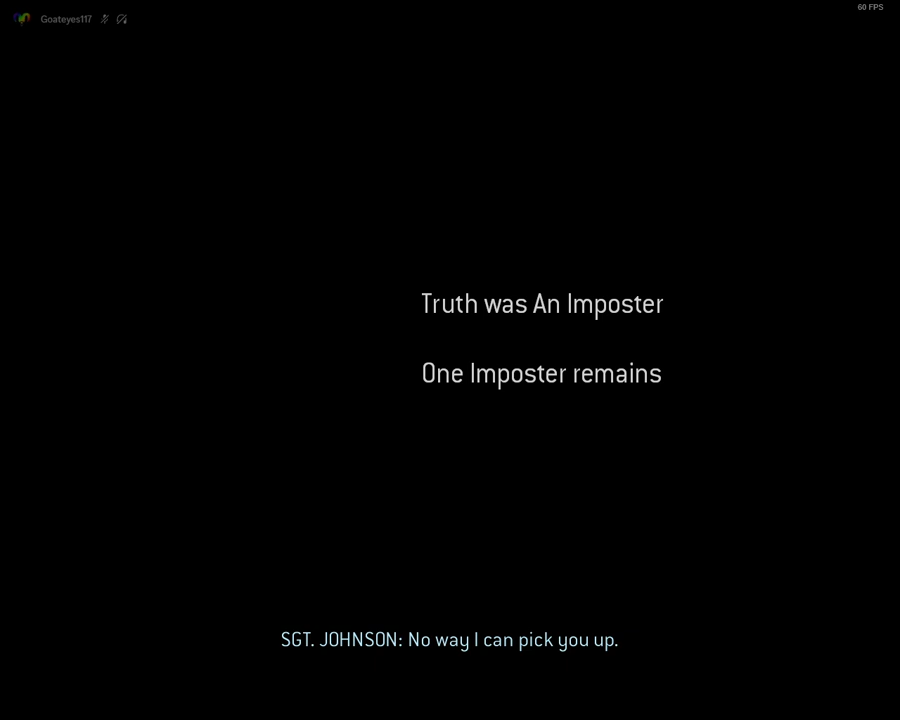 Goateyes117
60 FPS
Truth was An Imposter
One Imposter remains
SGT. JOHNSON: No way I can pick you up.